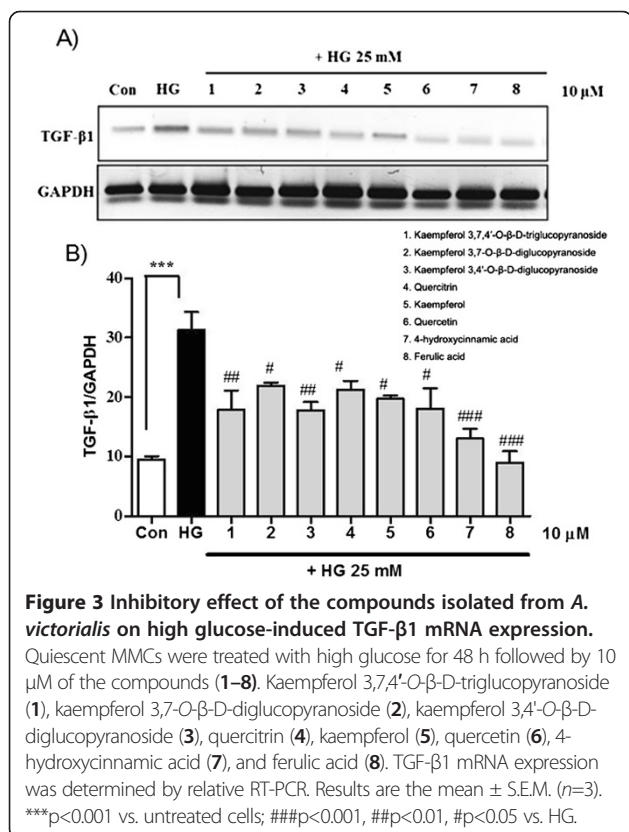 A)
+ HG 25 mM
Con HG 1 2 3 4 5 6 7 8 10 μM
TGF-β1
GAPDH
1. Kaempferol 3,7,4′-O-β-D-triglucopyranoside
2. Kaempferol 3,7-O-β-D-diglucopyranoside
3. Kaempferol 3,4'-O-β-D-diglucopyranoside
4. Quercitrin
5. Kaempferol
6. Quercetin
7. 4-hydroxycinnamic acid
8. Ferulic acid
B)
40
30
20
10
0
TGF-β1/GAPDH
***
## # ## # # # ### ###
Con HG 1 2 3 4 5 6 7 8 10 μM
+ HG 25 mM
Figure 3 Inhibitory effect of the compounds isolated from A.
victorialis on high glucose-induced TGF-β1 mRNA expression.
Quiescent MMCs were treated with high glucose for 48 h followed by 10
μM of the compounds (1–8). Kaempferol 3,7,4′-O-β-D-triglucopyranoside
(1), kaempferol 3,7-O-β-D-diglucopyranoside (2), kaempferol 3,4'-O-β-D-
diglucopyranoside (3), quercitrin (4), kaempferol (5), quercetin (6), 4-
hydroxycinnamic acid (7), and ferulic acid (8). TGF-β1 mRNA expression
was determined by relative RT-PCR. Results are the mean ± S.E.M. (n=3).
***p<0.001 vs. untreated cells; ###p<0.001, ##p<0.01, #p<0.05 vs. HG.